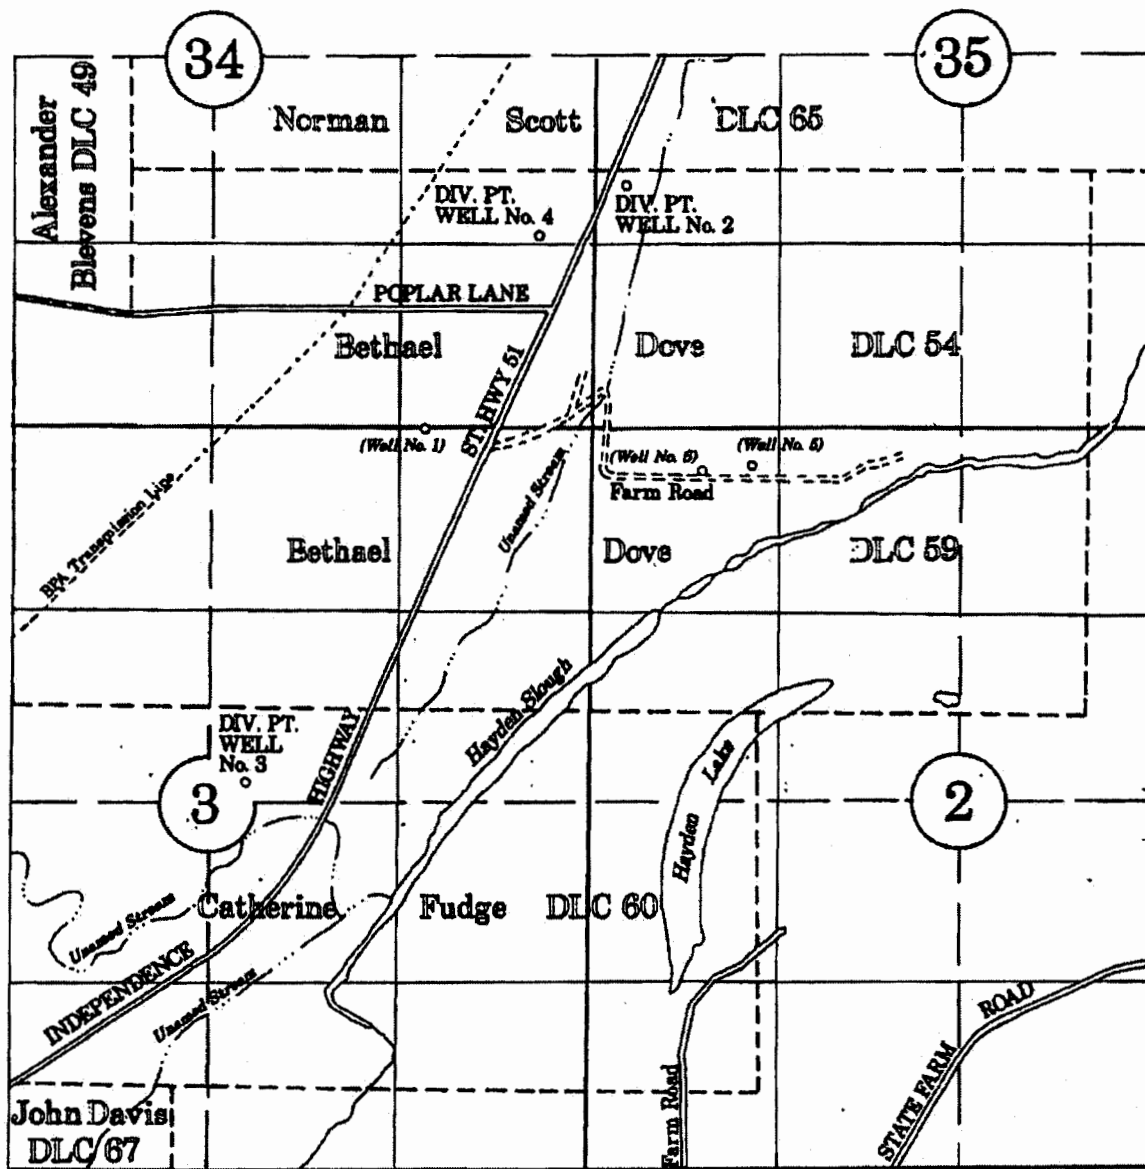 34
35
Alexander
Blevens DLC 49
Norman Scott DLC 65
DIV. PT.
WELL No. 4
DIV. PT.
WELL No. 2
POPLAR LANE
Bethael Dove DLC 54
ST. HWY 51
(Well No. 1)
(Well No. 6)
(Well No. 5)
Farm Road
Unamed Stream
BPA Transmission Line
Bethael Dove DLC 59
Hayden Slough
DIV. PT.
WELL
No. 3
HIGHWAY
Hayden Lake
3
2
Unamed Stream
Catherine Fudge DLC 60
INDEPENDENCE
Unamed Stream
ROAD
STATE FARM
Farm Road
John Davis
DLC 67